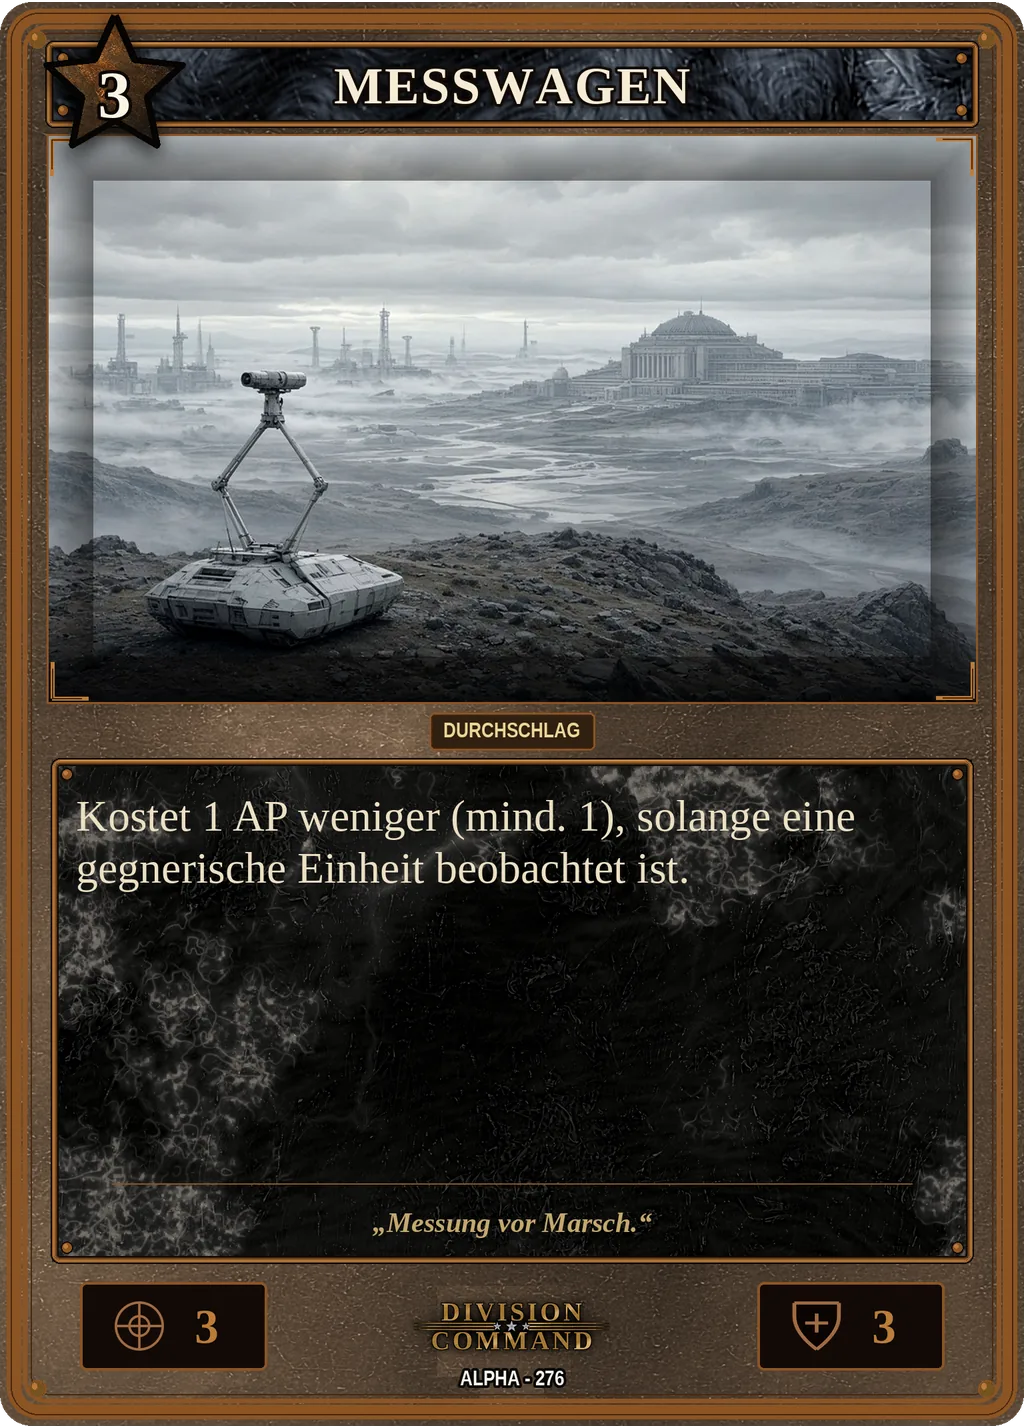 3
MESSWAGEN
DURCHSCHLAG
Kostet 1 AP weniger (mind. 1), solange eine
gegnerische Einheit beobachtet ist.
„Messung vor Marsch.“
3
DIVISION
COMMAND
3
ALPHA - 276